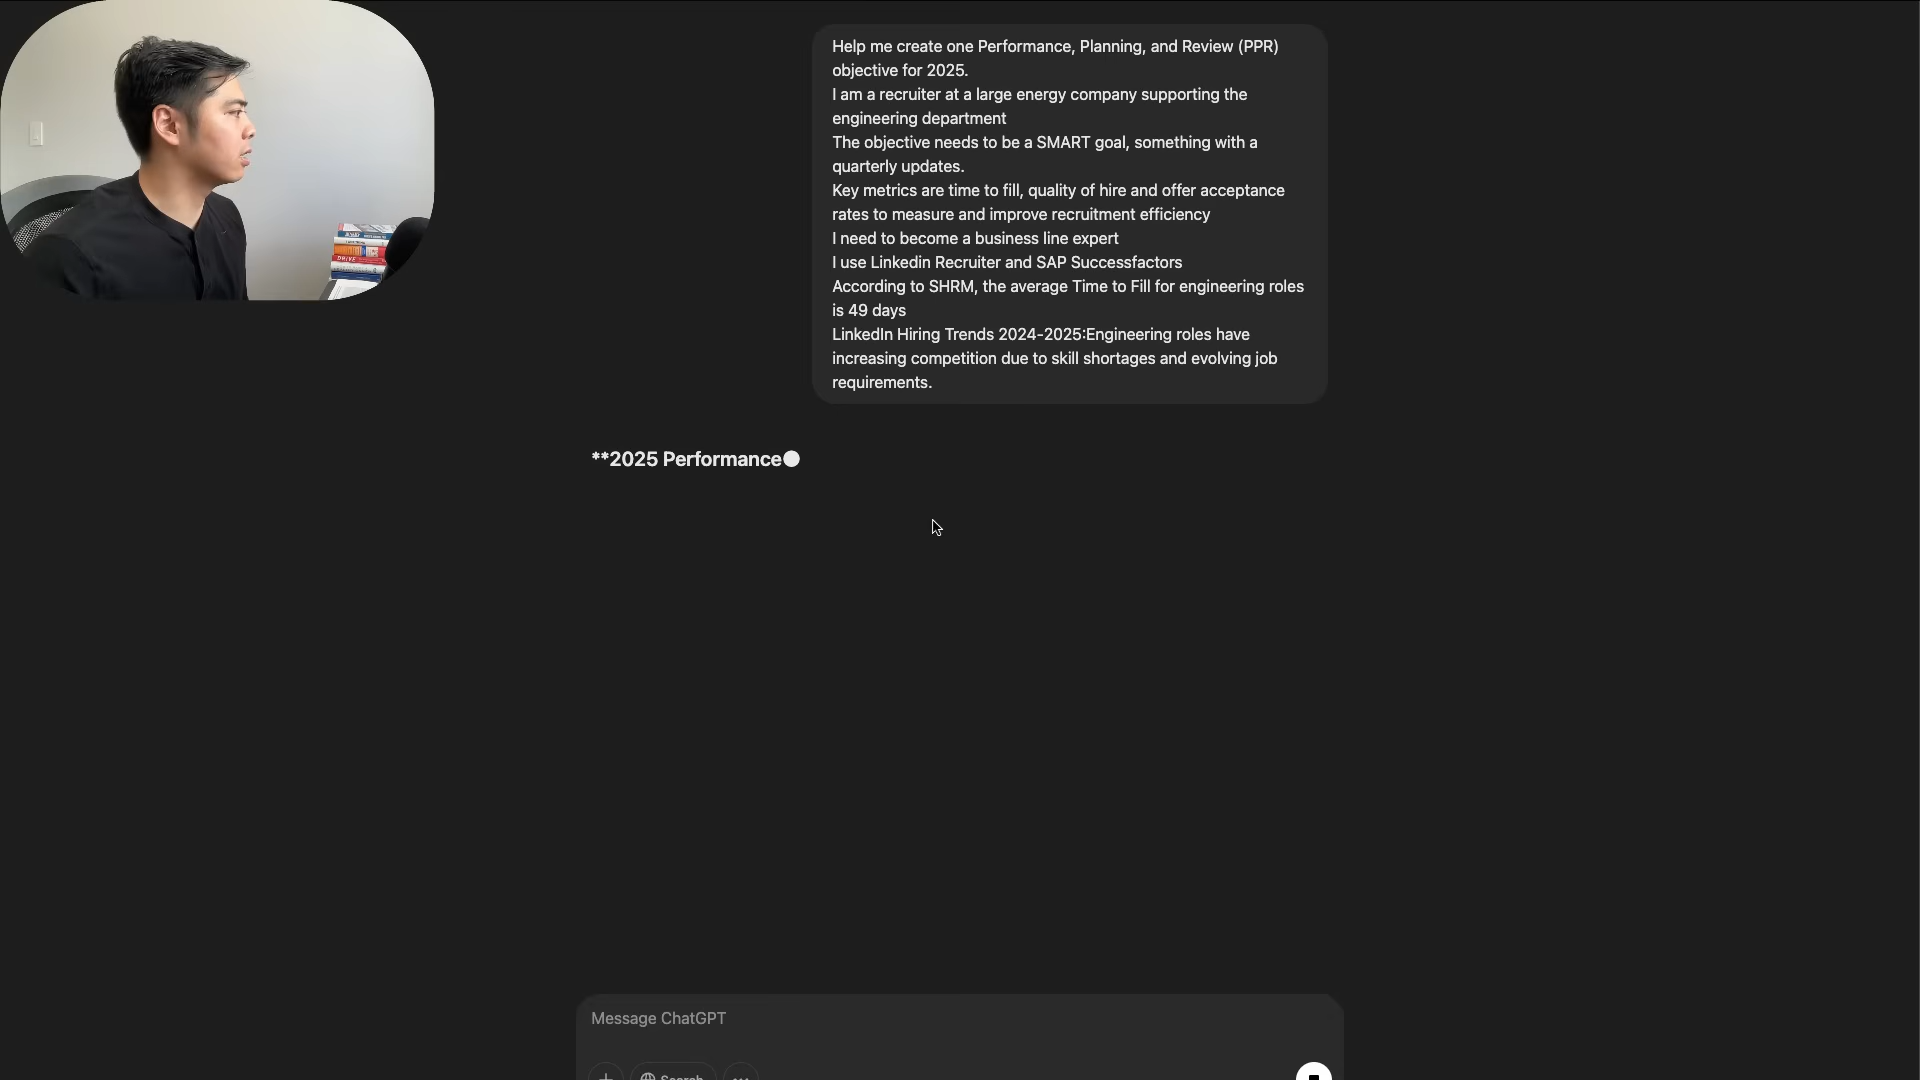 Help me create one Performance, Planning, and Review (PPR)
objective for 2025.
I am a recruiter at a large energy company supporting the
engineering department
The objective needs to be a SMART goal, something with a
quarterly updates.
Key metrics are time to fill, quality of hire and offer acceptance
rates to measure and improve recruitment efficiency
I need to become a business line expert
I use Linkedin Recruiter and SAP Successfactors
According to SHRM, the average Time to Fill for engineering roles
is 49 days
LinkedIn Hiring Trends 2024-2025:Engineering roles have
increasing competition due to skill shortages and evolving job
requirements.
DRIVE
**2025 Performance
Message ChatGPT
Search